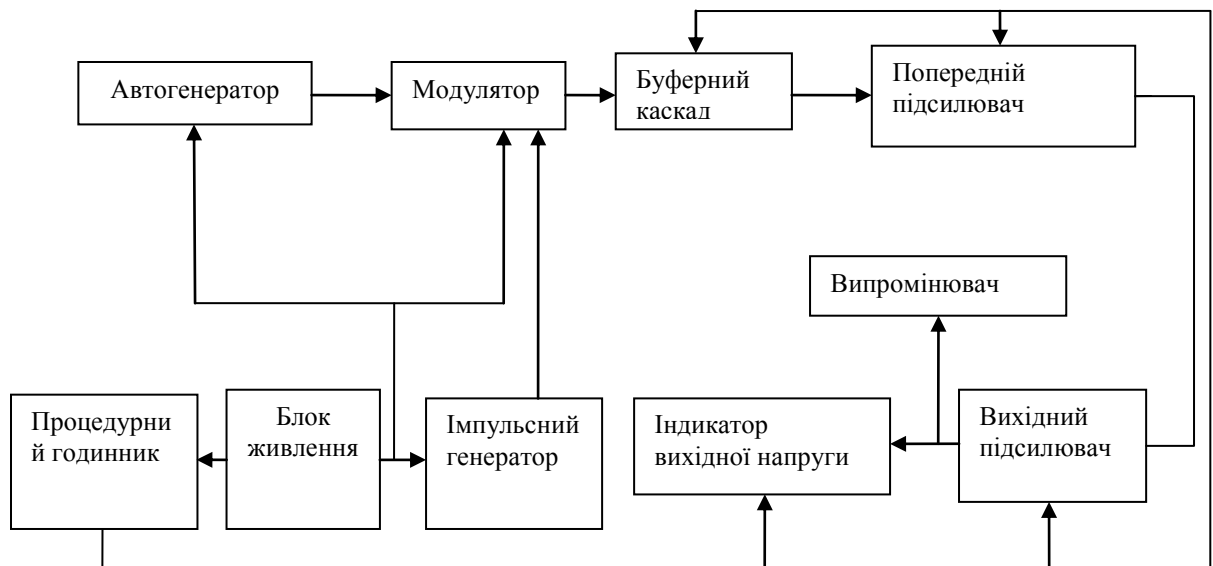 Автогенератор
Модулятор
Буферний
каскад
Попередній
підсилювач
Випромінювач
Процедурни
й годинник
Блок
живлення
Імпульсний
генератор
Індикатор
вихідної напруги
Вихідний
підсилювач